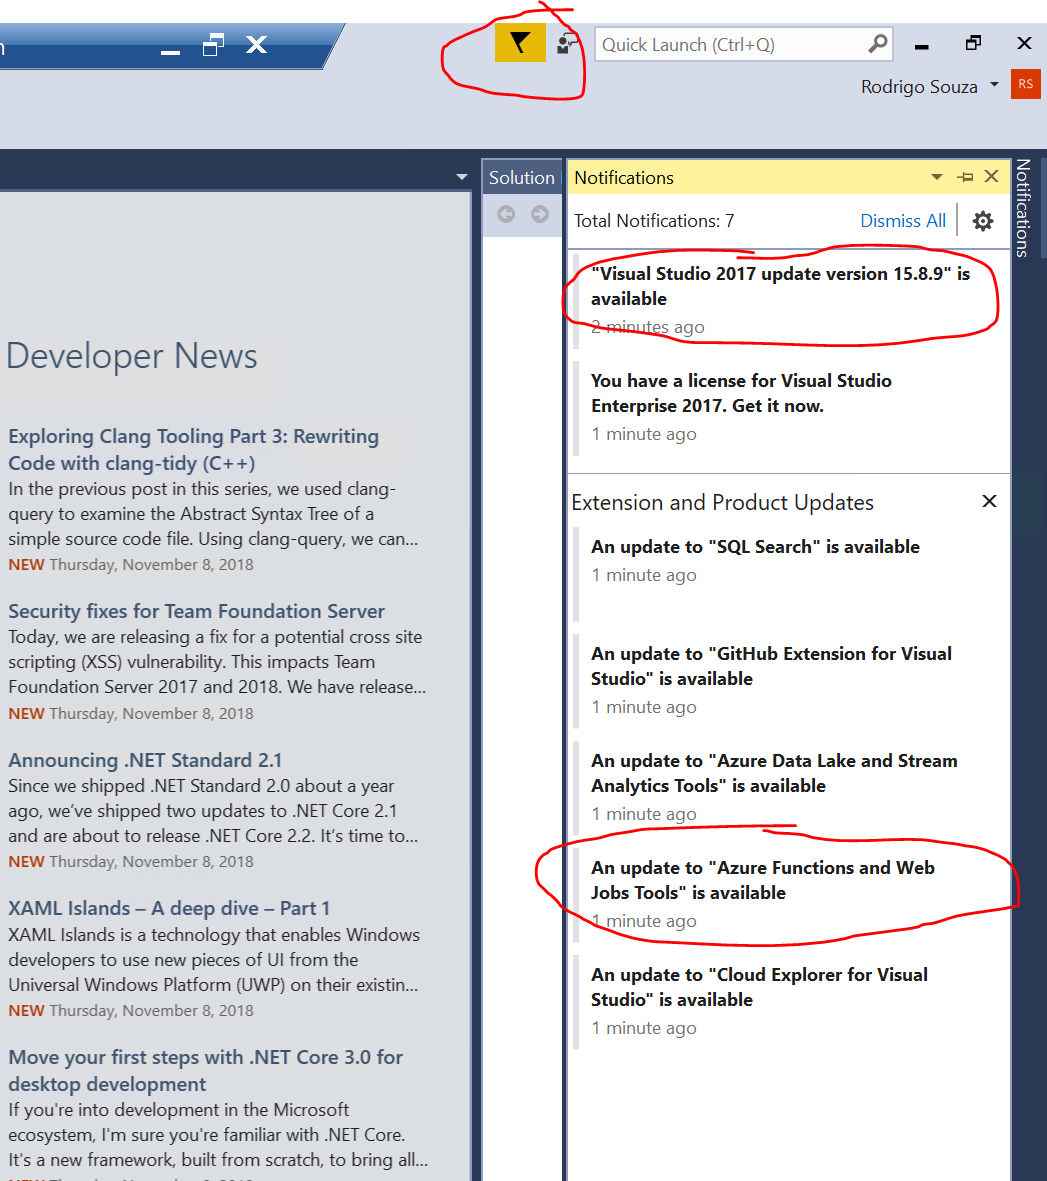 n
Quick Launch (Ctrl+Q)
Rodrigo Souza
RS
Developer News
Exploring Clang Tooling Part 3: Rewriting
Code with clang-tidy (C++)
In the previous post in this series, we used clang-
query to examine the Abstract Syntax Tree of a
simple source code file. Using clang-query, we can...
NEW Thursday, November 8, 2018
Security fixes for Team Foundation Server
Today, we are releasing a fix for a potential cross site
scripting (XSS) vulnerability. This impacts Team
Foundation Server 2017 and 2018. We have release...
NEW Thursday, November 8, 2018
Announcing .NET Standard 2.1
Since we shipped .NET Standard 2.0 about a year
ago, we've shipped two updates to .NET Core 2.1
and are about to release .NET Core 2.2. It's time to...
NEW Thursday, November 8, 2018
XAML Islands – A deep dive – Part 1
XAML Islands is a technology that enables Windows
developers to use new pieces of UI from the
Universal Windows Platform (UWP) on their existin...
NEW Thursday, November 8, 2018
Move your first steps with .NET Core 3.0 for
desktop development
If you're into development in the Microsoft
ecosystem, I'm sure you're familiar with .NET Core.
It's a new framework, built from scratch, to bring all...
Solution
Notifications
Total Notifications: 7
Dismiss All
"Visual Studio 2017 update version 15.8.9" is
available
2 minutes ago
You have a license for Visual Studio
Enterprise 2017. Get it now.
1 minute ago
Extension and Product Updates
An update to "SQL Search" is available
1 minute ago
An update to "GitHub Extension for Visual
Studio" is available
1 minute ago
An update to "Azure Data Lake and Stream
Analytics Tools" is available
1 minute ago
An update to "Azure Functions and Web
Jobs Tools" is available
1 minute ago
An update to "Cloud Explorer for Visual
Studio" is available
1 minute ago
Notifications